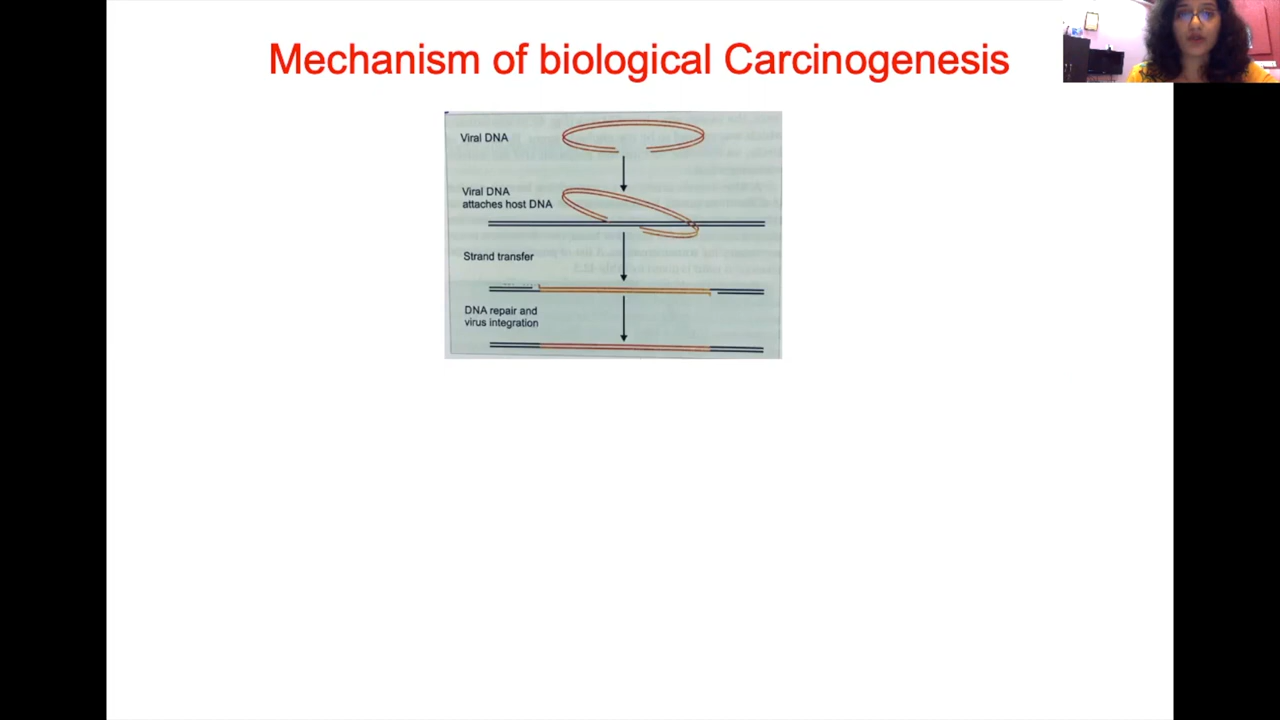 Mechanism of biological Carcinogenesis
Viral DNA
Viral DNA
attaches host DNA
Strand transfer
DNA repair and
virus integration